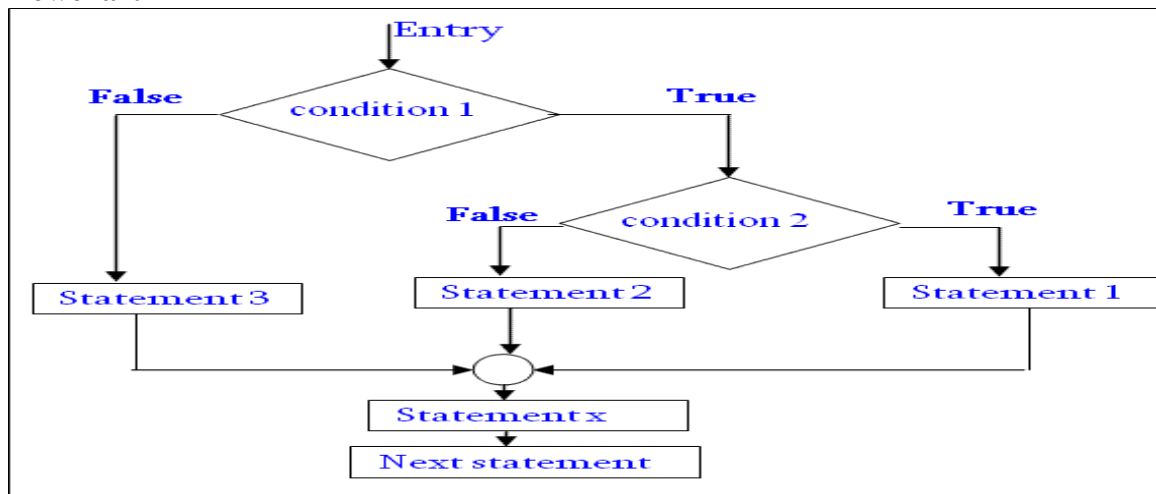 Entry
False
True
condition 1
False
True
condition 2
Statement 3
Statement 2
Statement 1
Statement x
Next statement